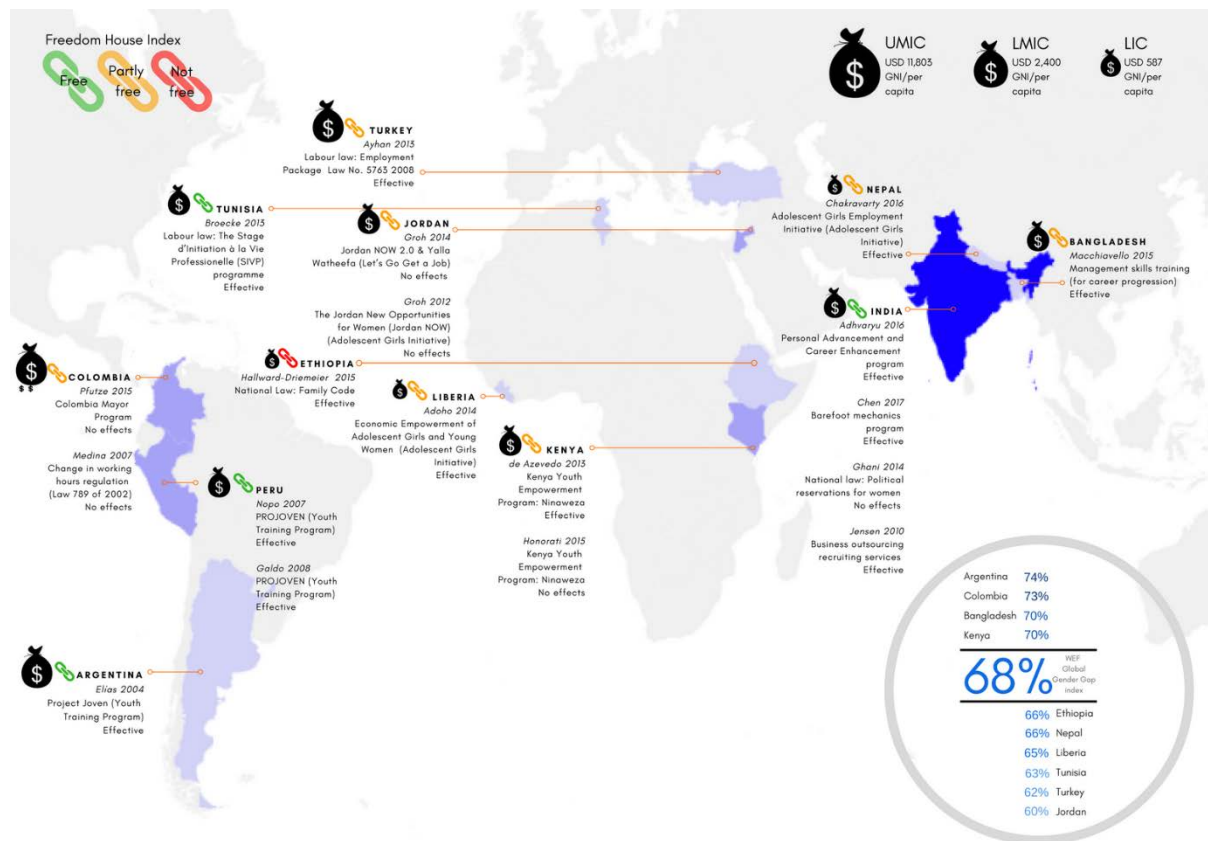 Freedom House Index
Free
Partly
free
Not
free
UMIC
USD 11,803
GNI/per
capita
LMIC
USD 2,400
GNI/per
capita
LIC
USD 587
GNI/per
capita
TURKEY
Ayhan 2013
Labour law: Employment
Package Law No. 5763 2008
Effective
TUNISIA
Broecke 2013
Labour law: The Stage
d'Initiation à la Vie
Professionelle (SIVP)
programme
Effective
JORDAN
Groh 2014
Jordan NOW 2.0 & Yalla
Watheefa (Let's Go Get a Job)
No effects
Groh 2012
The Jordan New Opportunities
for Women (Jordan NOW)
(Adolescent Girls Initiative)
No effects
NEPAL
Chakravarty 2016
Adolescent Girls Employment
Initiative (Adolescent Girls
Initiative)
Effective
BANGLADESH
Macchiavello 2015
Management skills training
(for career progression)
Effective
INDIA
Adhvaryu 2016
Personal Advancement and
Career Enhancement
program
Effective
Chen 2017
Barefoot mechanics
program
Effective
Ghani 2014
National law: Political
reservations for women
No effects
Jensen 2010
Business outsourcing
recruiting services
Effective
ETHIOPIA
Hallward-Driemeier 2015
National Law: Family Code
Effective
LIBERIA
Adoho 2014
Economic Empowerment of
Adolescent Girls and Young
Women (Adolescent Girls
Initiative)
Effective
KENYA
de Azevedo 2013
Kenya Youth
Empowerment
Program: Ninaweza
Effective
Honorati 2015
Kenya Youth
Empowerment
Program: Ninaweza
No effects
COLOMBIA
Pfutze 2015
Colombia Mayor
Program
No effects
Medina 2007
Change in working
hours regulation
(Law 789 of 2002)
No effects
PERU
Nopo 2007
PROJOVEN (Youth
Training Program)
Effective
Galdo 2008
PROJOVEN (Youth
Training Program)
Effective
ARGENTINA
Elías 2004
Project Joven (Youth
Training Program)
Effective
Argentina 74%
Colombia 73%
Bangladesh 70%
Kenya 70%
68% WEF
Global
Gender Gap
index
66% Ethiopia
66% Nepal
65% Liberia
63% Tunisia
62% Turkey
60% Jordan